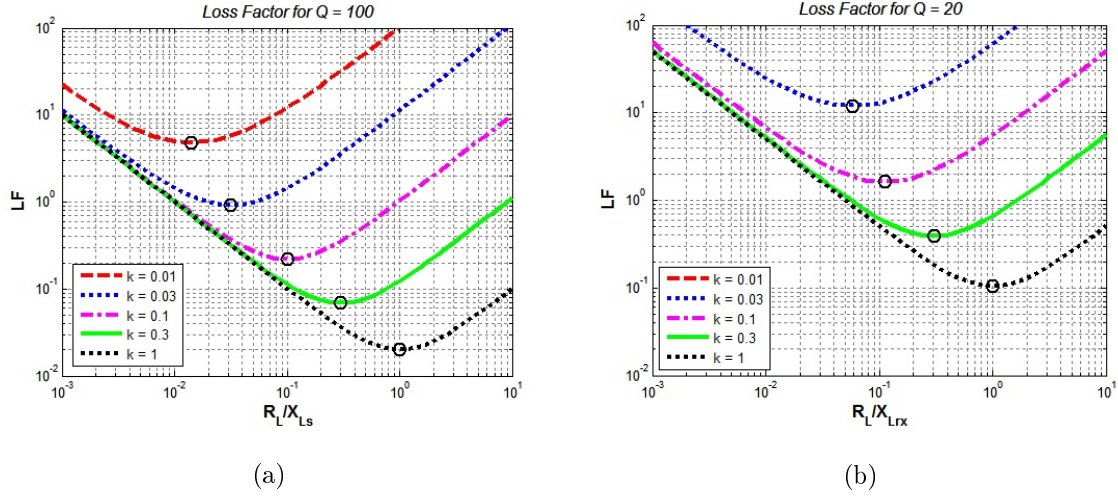 Loss Factor for Q = 100
10^2
10^1
10^0
10^-1
10^-2
LF
k = 0.01
k = 0.03
k = 0.1
k = 0.3
k = 1
10^-3
10^-2
10^-1
10^0
10^1
R_L/X_Ls
(a)
Loss Factor for Q = 20
10^2
10^1
10^0
10^-1
10^-2
LF
k = 0.01
k = 0.03
k = 0.1
k = 0.3
k = 1
10^-3
10^-2
10^-1
10^0
10^1
R_L/X_Lrx
(b)